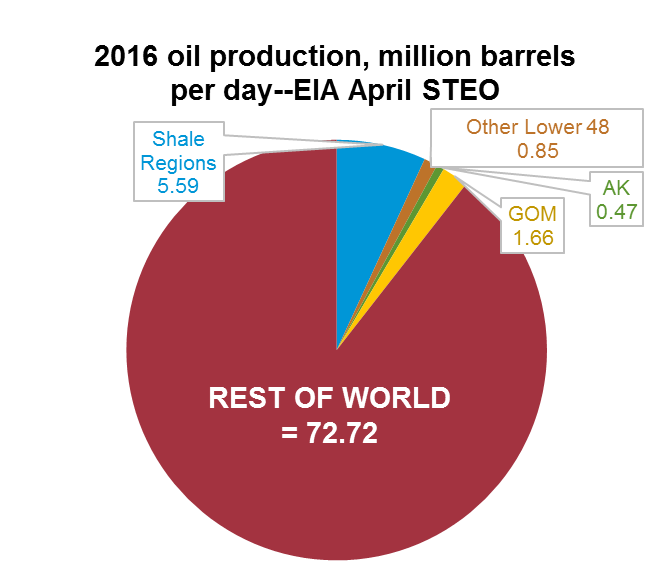 2016 oil production, million barrels
per day--EIA April STEO
Shale
Regions
5.59
Other Lower 48
0.85
AK
0.47
GOM
1.66
REST OF WORLD
= 72.72